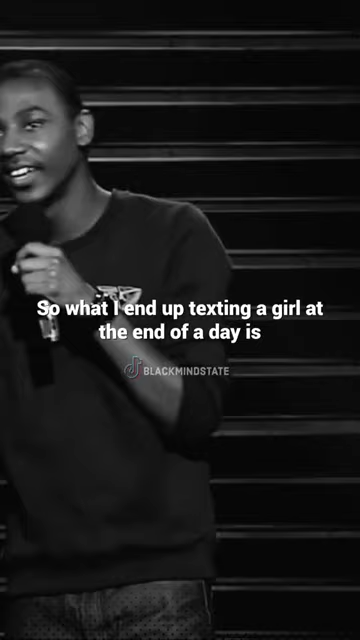 So what I end up texting a girl at
the end of a day is
BLACKMINDSTATE